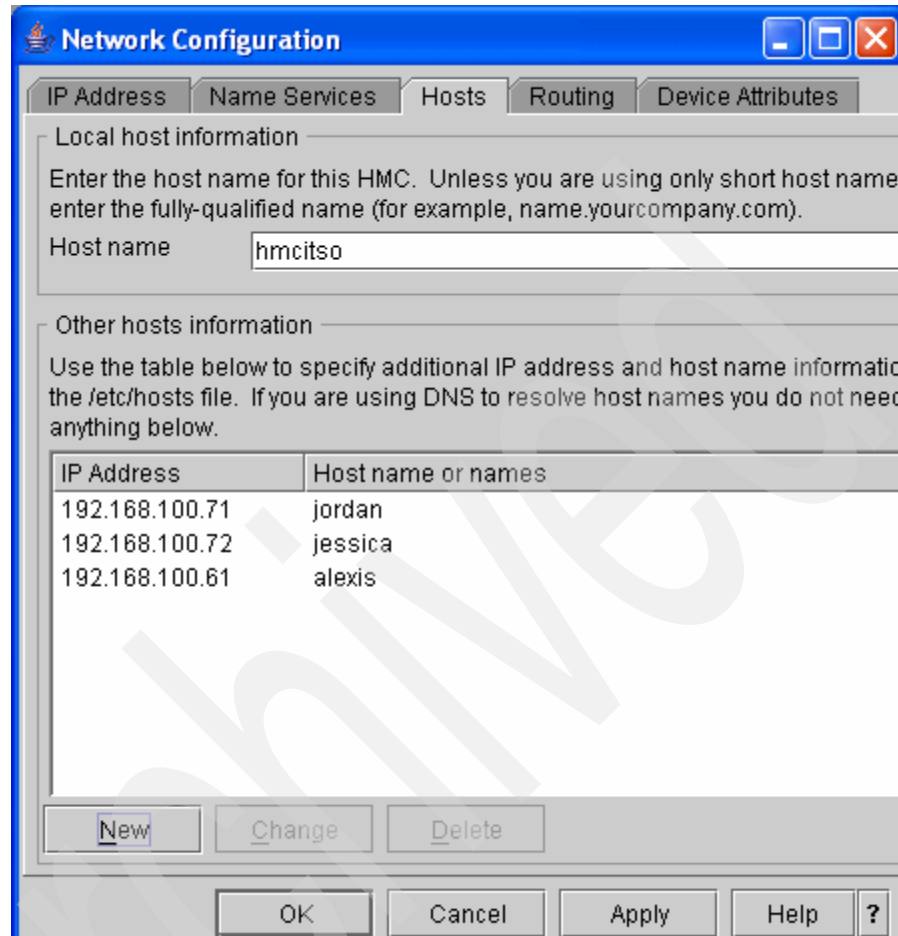 Network Configuration
IP Address Name Services Hosts Routing Device Attributes
Local host information
Enter the host name for this HMC. Unless you are using only short host name
enter the fully-qualified name (for example, name.yourcompany.com).
Host name hmcitso
Other hosts information
Use the table below to specify additional IP address and host name informatio
the /etc/hosts file. If you are using DNS to resolve host names you do not need
anything below.
IP Address Host name or names
192.168.100.71 jordan
192.168.100.72 jessica
192.168.100.61 alexis
New Change Delete
OK Cancel Apply Help ?